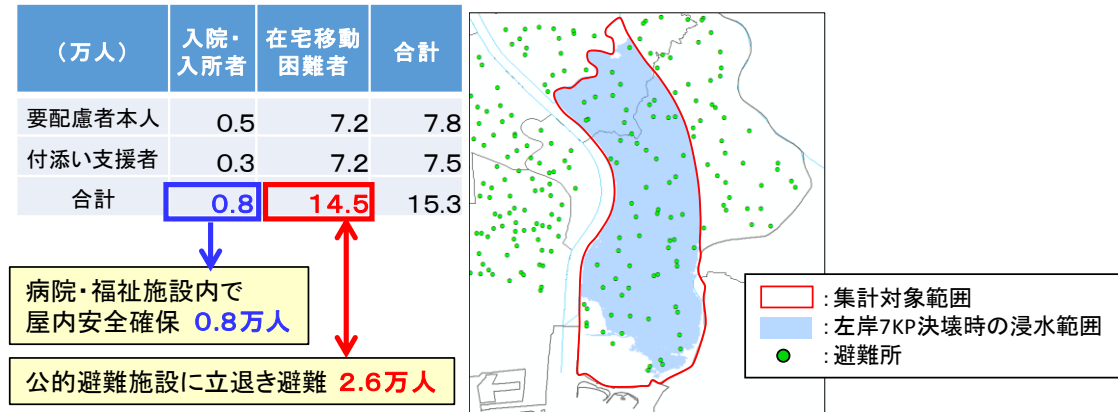 (万人) 入院・入所者 在宅移動困難者 合計
要配慮者本人 0.5 7.2 7.8
付添い支援者 0.3 7.2 7.5
合計 0.8 14.5 15.3
病院・福祉施設内で
屋内安全確保 0.8万人
公的避難施設に立退き避難 2.6万人
：集計対象範囲
：左岸7KP決壊時の浸水範囲
：避難所